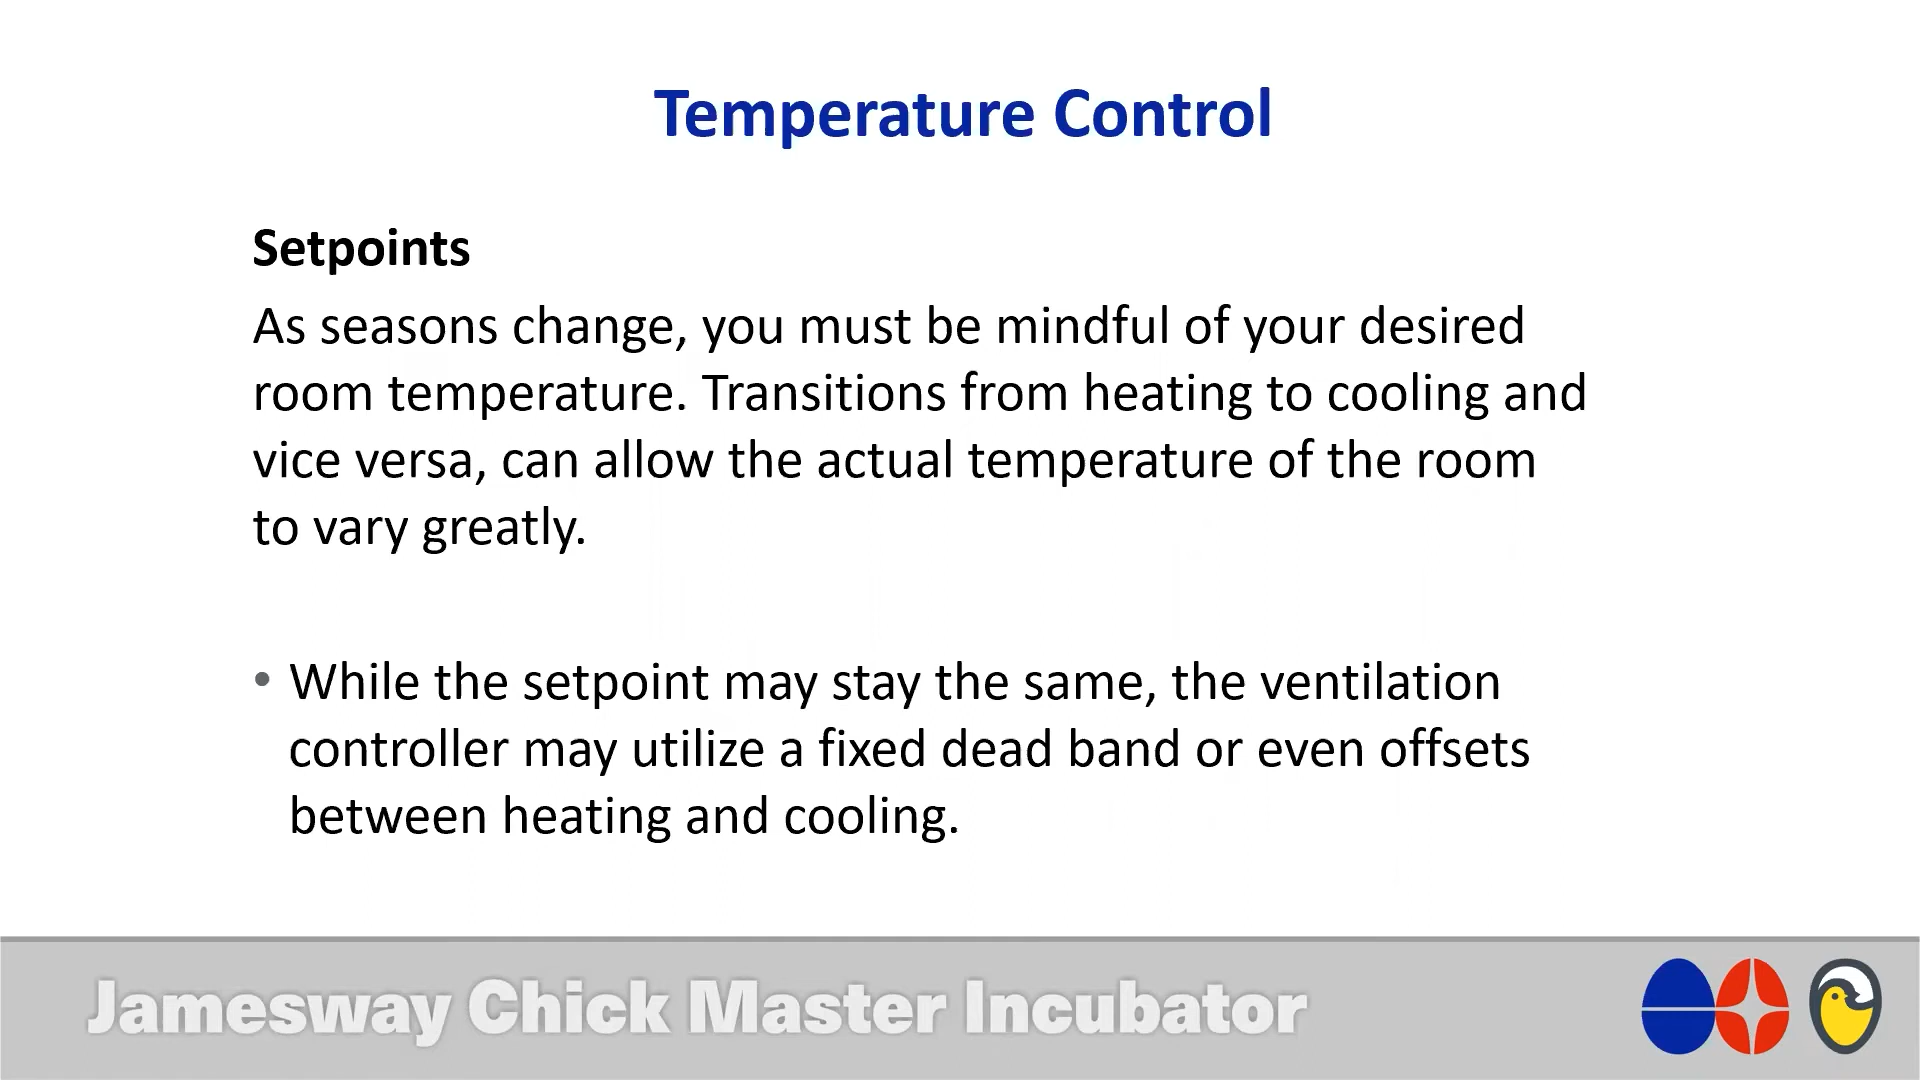 Temperature Control
Setpoints
As seasons change, you must be mindful of your desired
room temperature. Transitions from heating to cooling and
vice versa, can allow the actual temperature of the room
to vary greatly.
• While the setpoint may stay the same, the ventilation
controller may utilize a fixed dead band or even offsets
between heating and cooling.
Jamesway Chick Master Incubator